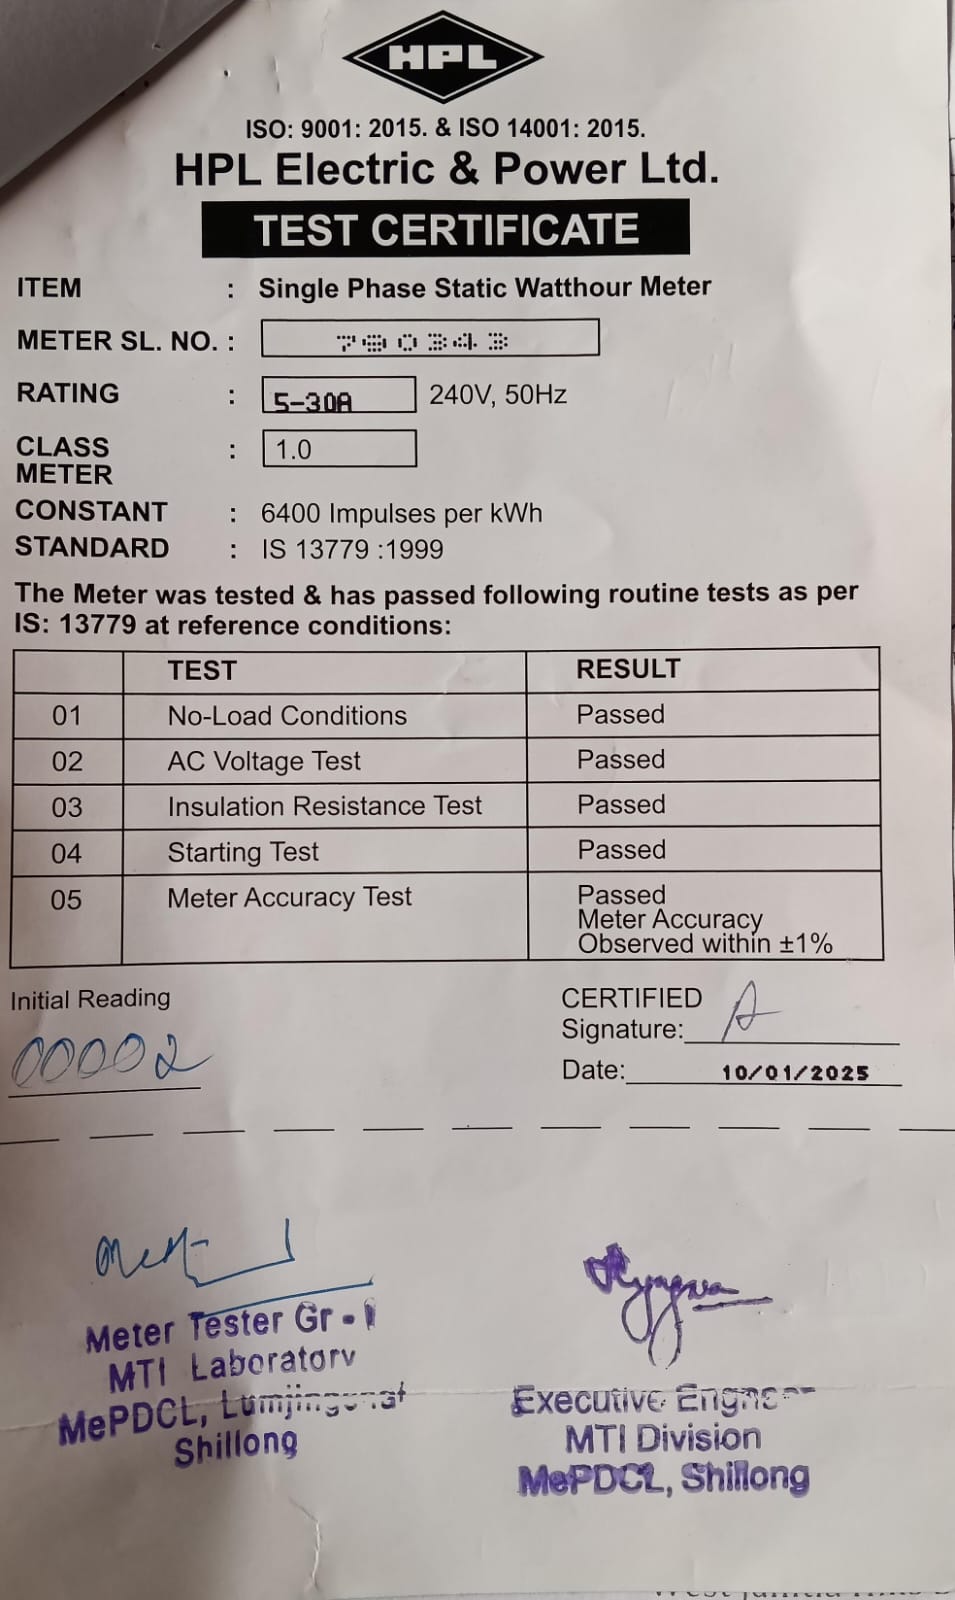 HPL
ISO: 9001: 2015. & ISO 14001: 2015.
HPL Electric & Power Ltd.
TEST CERTIFICATE
ITEM : Single Phase Static Watthour Meter
METER SL. NO. : 790343
RATING : 5-30A 240V, 50Hz
CLASS : 1.0
METER
CONSTANT : 6400 Impulses per kWh
STANDARD : IS 13779 :1999
The Meter was tested & has passed following routine tests as per
IS: 13779 at reference conditions:
TEST RESULT
01 No-Load Conditions Passed
02 AC Voltage Test Passed
03 Insulation Resistance Test Passed
04 Starting Test Passed
05 Meter Accuracy Test Passed
Meter Accuracy
Observed within ±1%
Initial Reading
00002
CERTIFIED
Signature:
Date: 10/01/2025
Meter Tester Gr - I
MTI Laboratory
MePDCL,
Shillong
Executive
MTI Division
MePDCL, Shillong